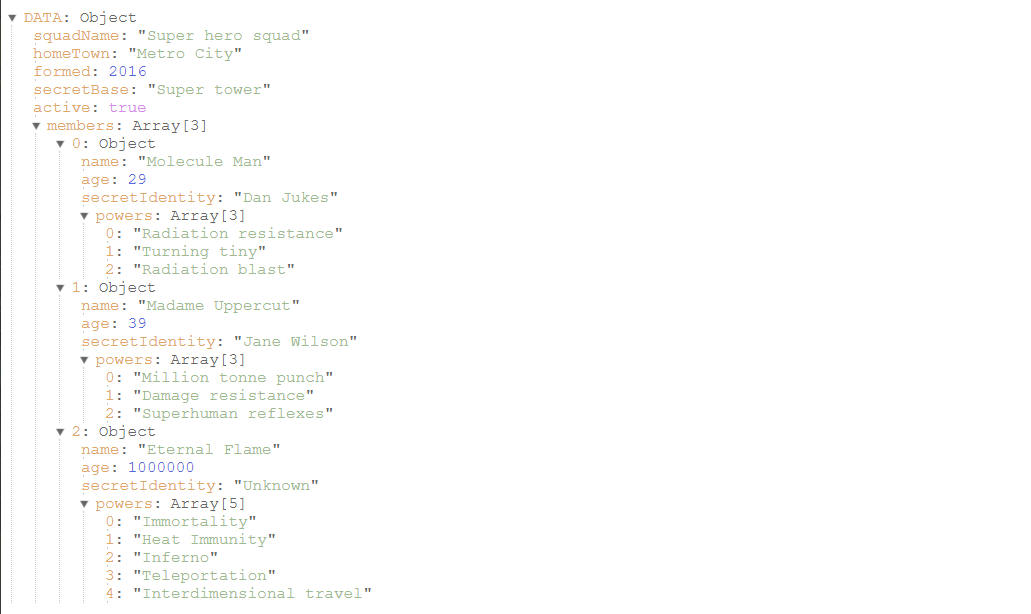 ▼ DATA: Object
squadName: "Super hero squad"
homeTown: "Metro City"
formed: 2016
secretBase: "Super tower"
active: true
▼ members: Array[3]
▼ 0: Object
name: "Molecule Man"
age: 29
secretIdentity: "Dan Jukes"
▼ powers: Array[3]
0: "Radiation resistance"
1: "Turning tiny"
2: "Radiation blast"
▼ 1: Object
name: "Madame Uppercut"
age: 39
secretIdentity: "Jane Wilson"
▼ powers: Array[3]
0: "Million tonne punch"
1: "Damage resistance"
2: "Superhuman reflexes"
▼ 2: Object
name: "Eternal Flame"
age: 1000000
secretIdentity: "Unknown"
▼ powers: Array[5]
0: "Immortality"
1: "Heat Immunity"
2: "Inferno"
3: "Teleportation"
4: "Interdimensional travel"